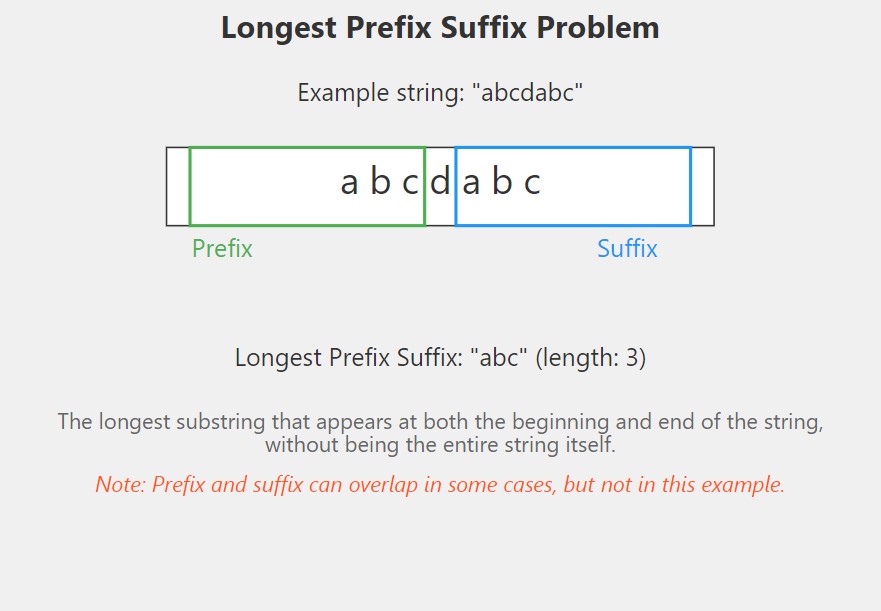 Longest Prefix Suffix Problem
Example string: "abcdabc"
a b c d a b c
Prefix
Suffix
Longest Prefix Suffix: "abc" (length: 3)
The longest substring that appears at both the beginning and end of the string,
without being the entire string itself.
Note: Prefix and suffix can overlap in some cases, but not in this example.